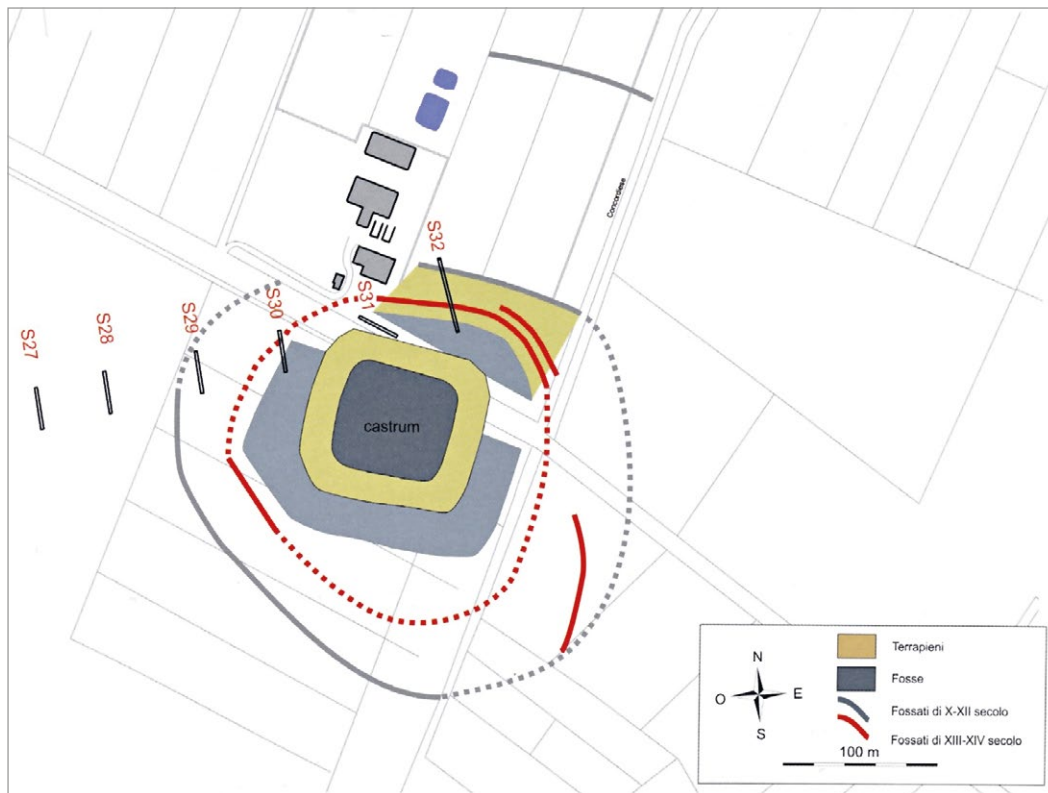 Concordiese
S32
S31
S30
S29
S28
S27
castrum
N
O
E
S
Terrapieni
Fosse
Fossati di X-XII secolo
Fossati di XIII-XIV secolo
100 m